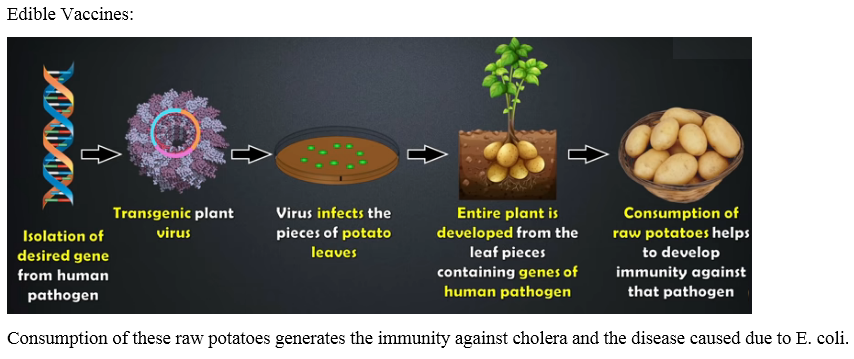 Edible Vaccines:
Isolation of
desired gene
from human
pathogen
Transgenic plant
virus
Virus infects the
pieces of potato
leaves
Entire plant is
developed from the
leaf pieces
containing genes of
human pathogen
Consumption of
raw potatoes helps
to develop
immunity against
that pathogen
Consumption of these raw potatoes generates the immunity against cholera and the disease caused due to E. coli.